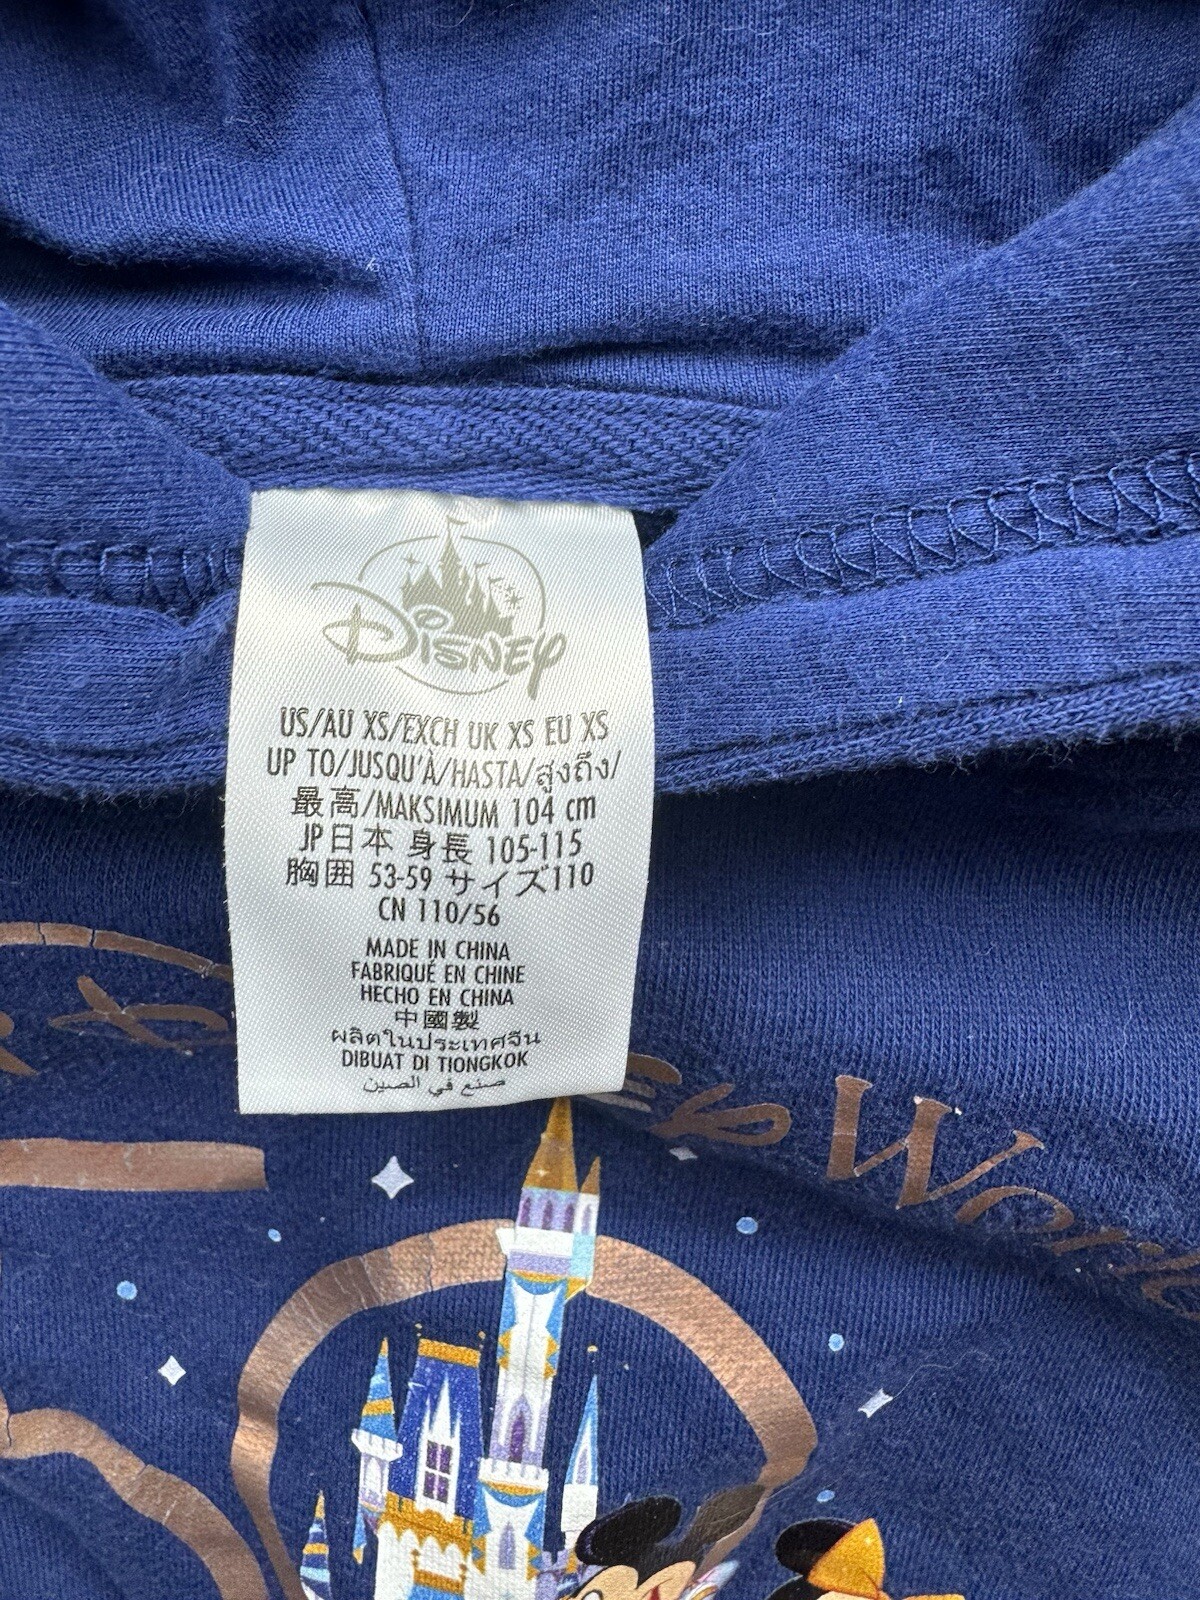 Disney
US/AU XS/EXCH UK XS EU XS
UP TO/JUSQU'À/HASTA/สูงถึง/
最高/MAKSIMUM 104 cm
JP日本 身長 105-115
胸囲 53-59 サイズ110
CN 110/56
MADE IN CHINA
FABRIQUÉ EN CHINE
HECHO EN CHINA
中國製
ผลิตในประเทศจีน
DIBUAT DI TIONGKOK
صنع في الصين
World